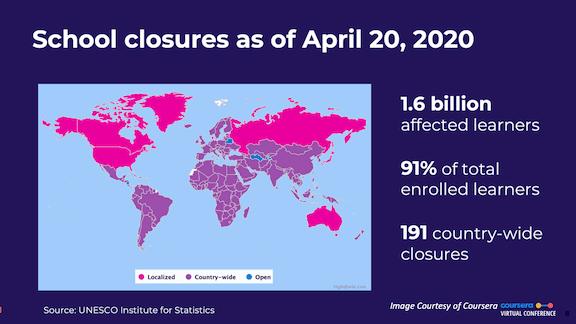 School closures as of April 20, 2020
1.6 billion
affected learners
91% of total
enrolled learners
191 country-wide
closures
Localized Country-wide Open
Source: UNESCO Institute for Statistics
Image Courtesy of Coursera coursera
VIRTUAL CONFERENCE